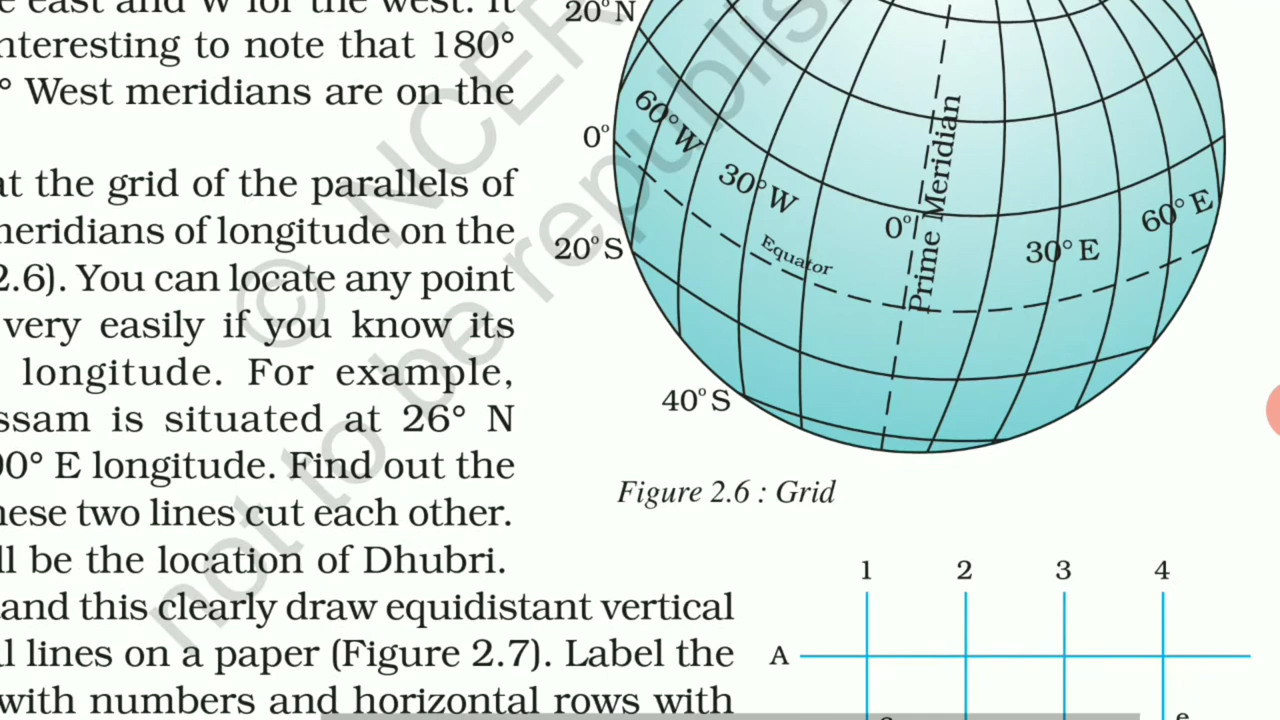 e east and W for the west. It
nteresting to note that 180°
° West meridians are on the
at the grid of the parallels of
meridians of longitude on the
2.6). You can locate any point
very easily if you know its
longitude. For example,
ssam is situated at 26° N
90° E longitude. Find out the
hese two lines cut each other.
ll be the location of Dhubri.
and this clearly draw equidistant vertical
l lines on a paper (Figure 2.7). Label the
with numbers and horizontal rows with
© NCER
not to be republis
20° N
0°
20° S
40° S
60° W
30° W
0°
30° E
60° E
Prime Meridian
Equator
Figure 2.6 : Grid
1 2 3 4
A
e